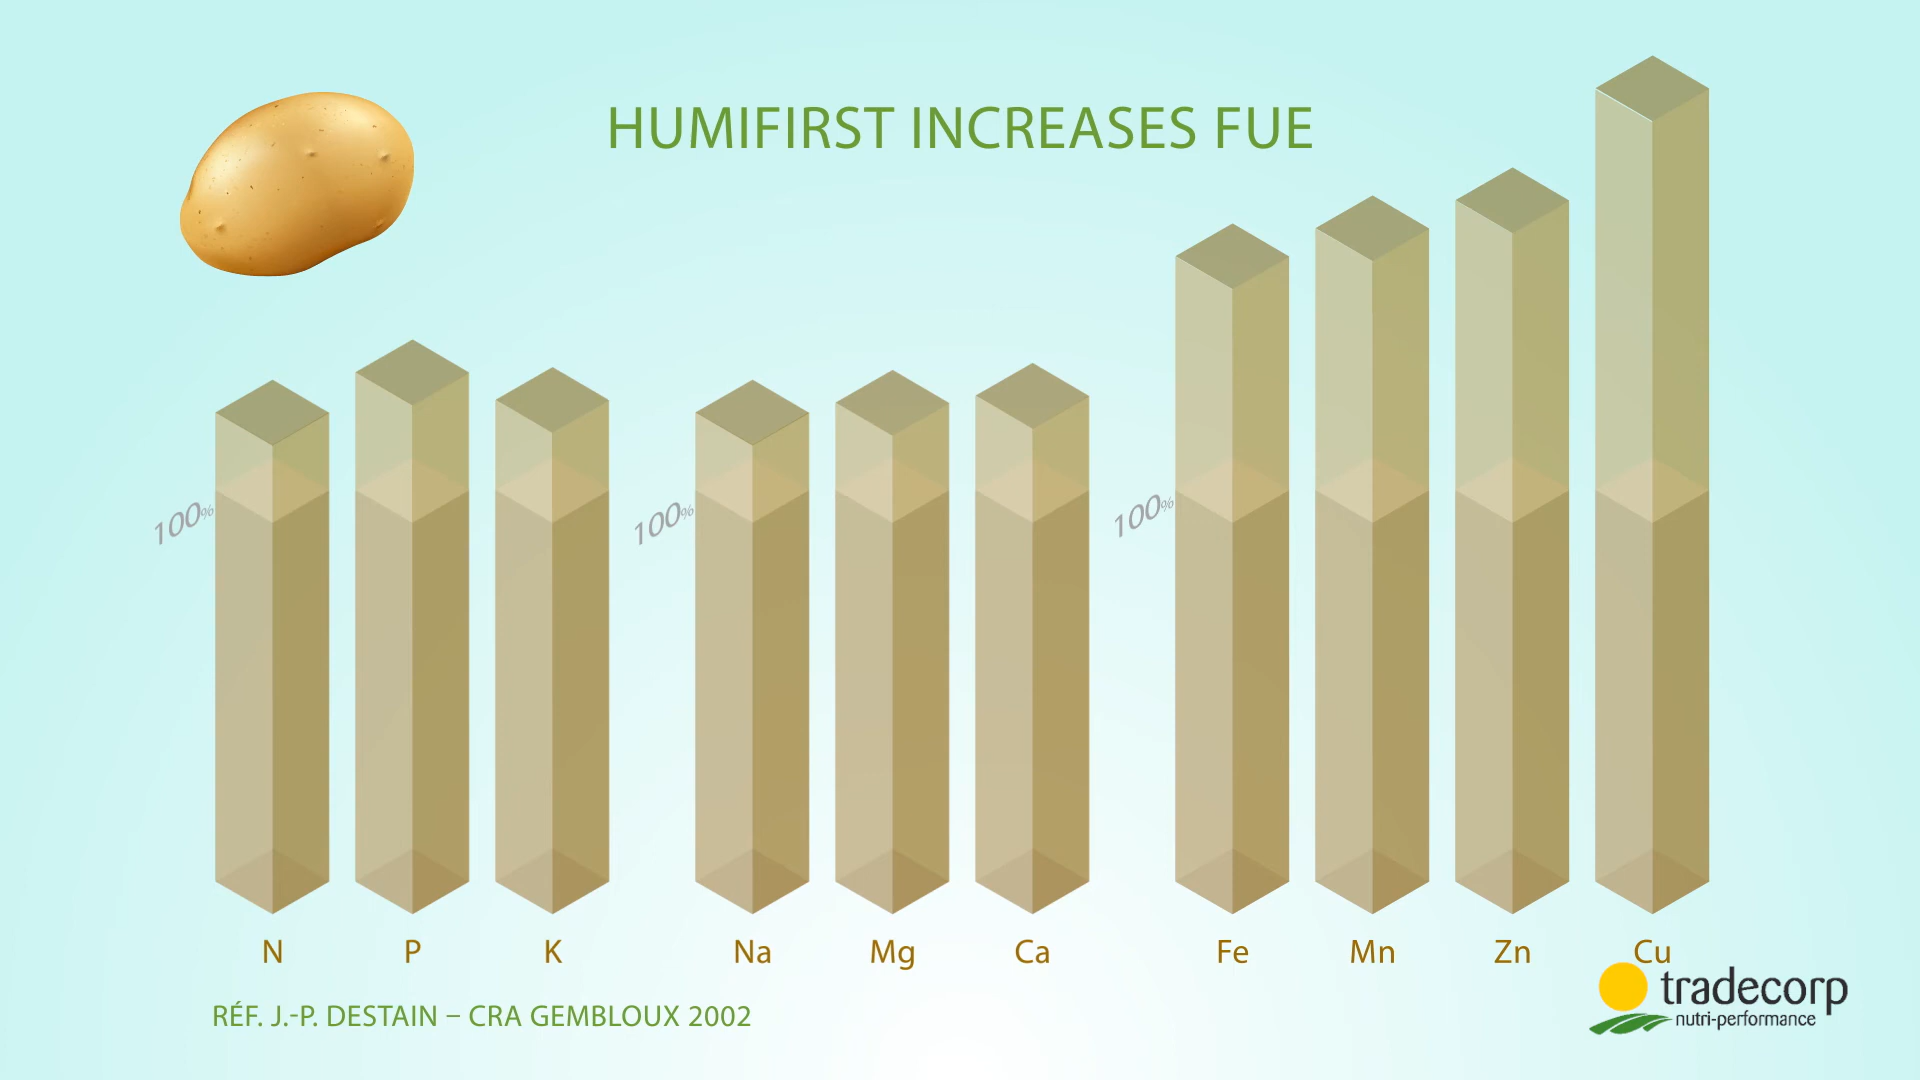 HUMIFIRST INCREASES FUE
100%
100%
100%
N P K Na Mg Ca Fe Mn Zn Cu
RÉF. J.-P. DESTAIN – CRA GEMBLOUX 2002
tradecorp
nutri-performance